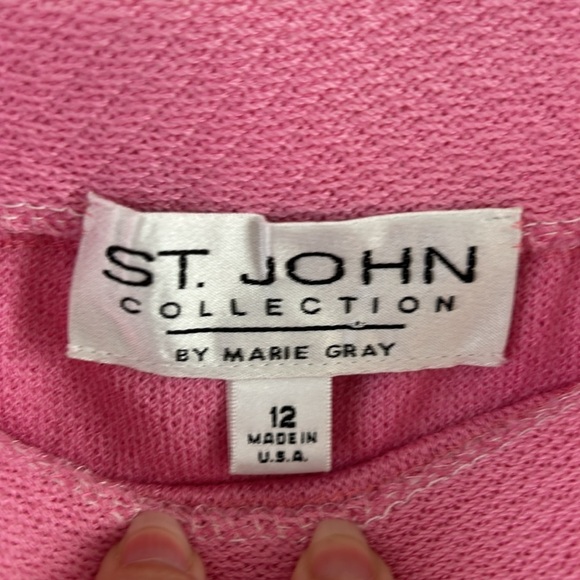 ST. JOHN
COLLECTION
BY MARIE GRAY
12
MADE IN
U.S.A.